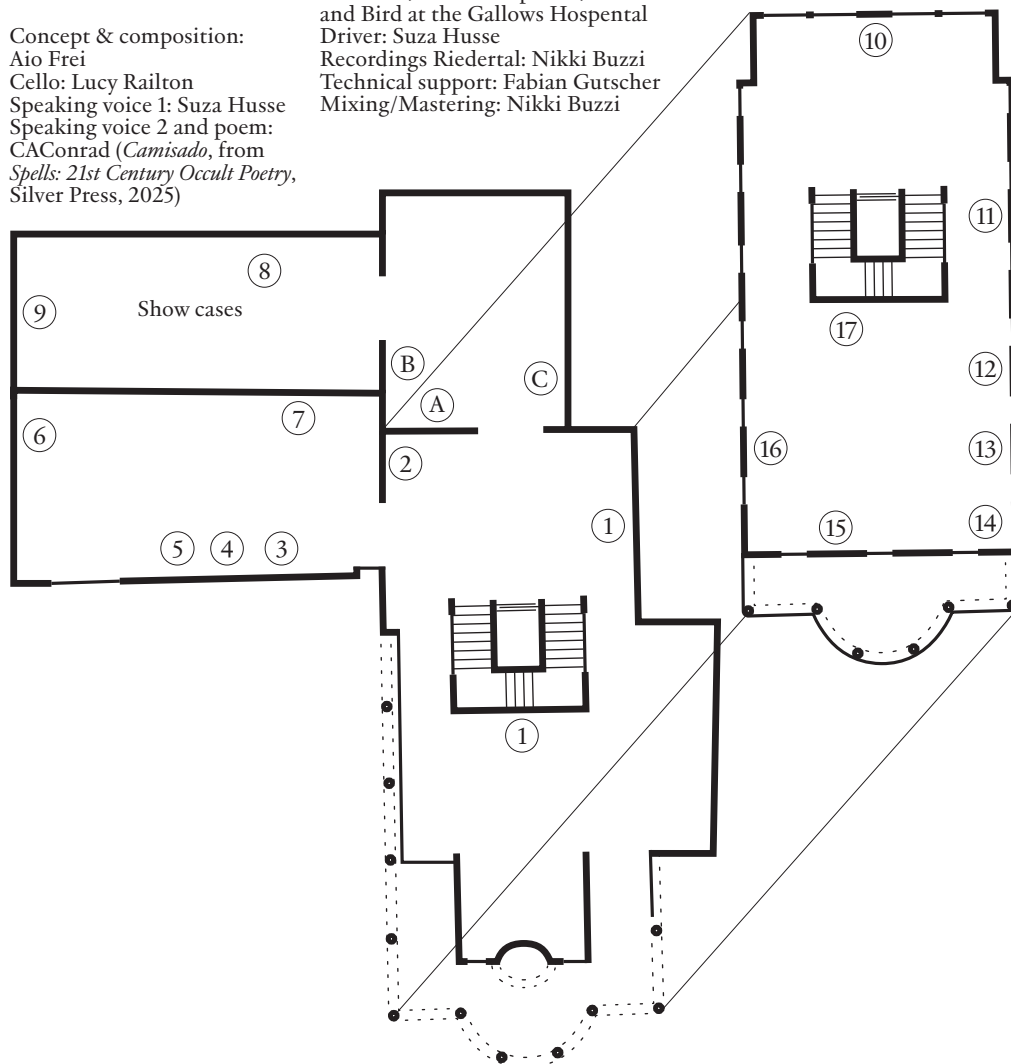 Concept & composition:
Aio Frei
Cello: Lucy Railton
Speaking voice 1: Suza Husse
Speaking voice 2 and poem:
CAConrad (Camisado, from
Spells: 21st Century Occult Poetry,
Silver Press, 2025)
and Bird at the Gallows Hospental
Driver: Suza Husse
Recordings Riedertal: Nikki Buzzi
Technical support: Fabian Gutscher
Mixing/Mastering: Nikki Buzzi
10
11
8
9
Show cases
17
B
C
12
A
7
6
2
16
13
1
15
14
5
4
3
1